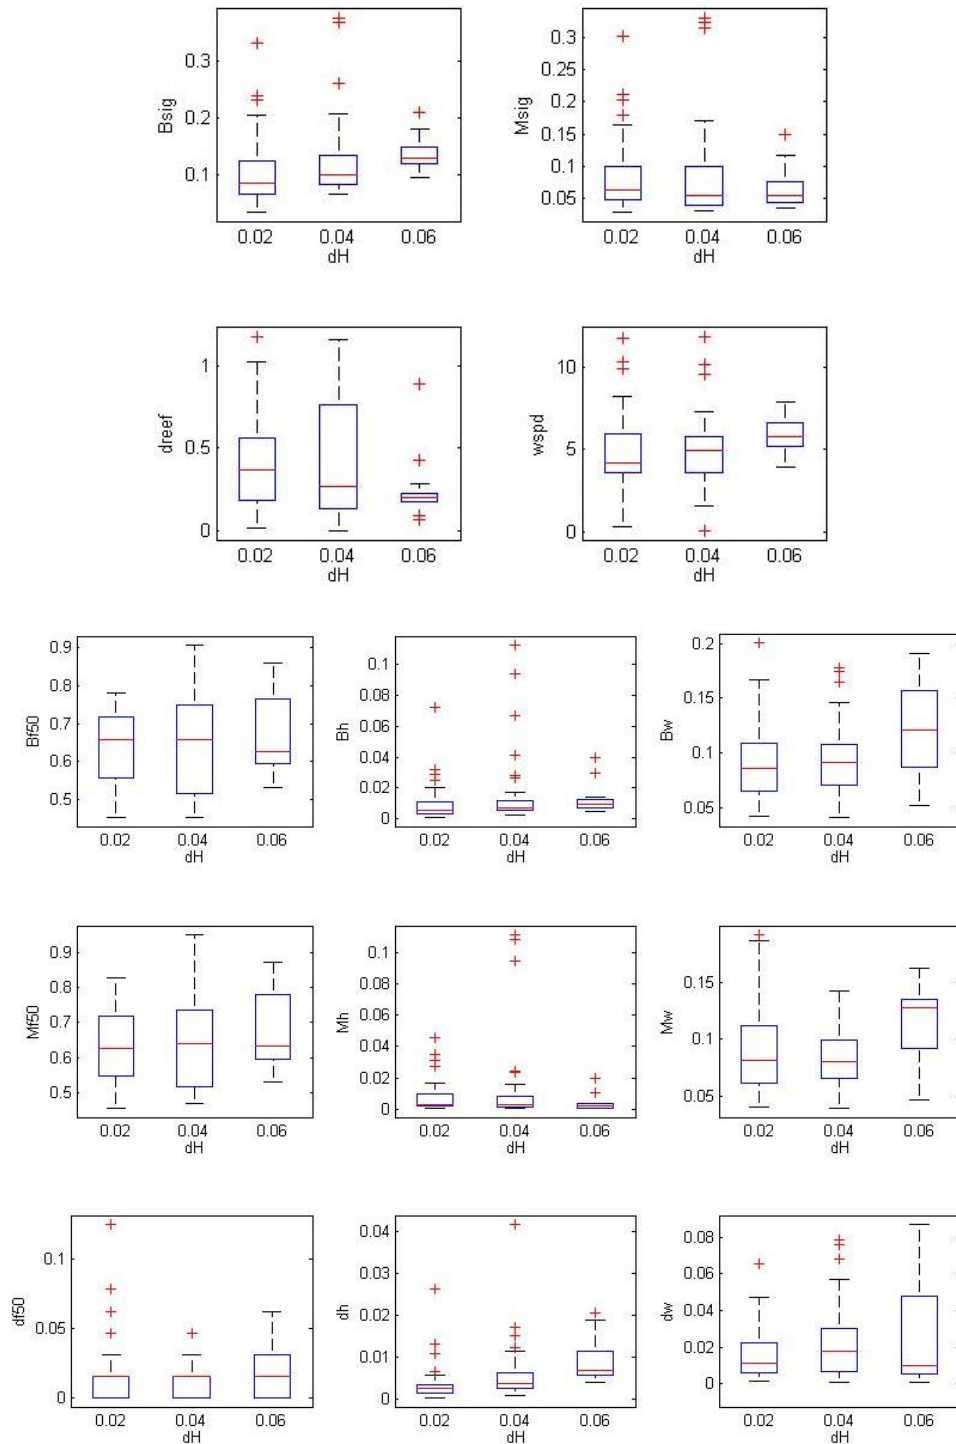 Bsig
0.3
0.2
0.1
0.02 0.04 0.06
dH
Msig
0.3
0.25
0.2
0.15
0.1
0.05
0.02 0.04 0.06
dH
dreef
1
0.5
0
0.02 0.04 0.06
dH
wspd
10
5
0
0.02 0.04 0.06
dH
Bf50
0.9
0.8
0.7
0.6
0.5
0.02 0.04 0.06
dH
Bh
0.1
0.08
0.06
0.04
0.02
0
0.02 0.04 0.06
dH
Bw
0.2
0.15
0.1
0.05
0.02 0.04 0.06
dH
Mf50
0.9
0.8
0.7
0.6
0.5
0.02 0.04 0.06
dH
Mh
0.1
0.08
0.06
0.04
0.02
0
0.02 0.04 0.06
dH
Mw
0.15
0.1
0.05
0.02 0.04 0.06
dH
df50
0.1
0.05
0
0.02 0.04 0.06
dH
dh
0.04
0.03
0.02
0.01
0
0.02 0.04 0.06
dH
dw
0.08
0.06
0.04
0.02
0
0.02 0.04 0.06
dH